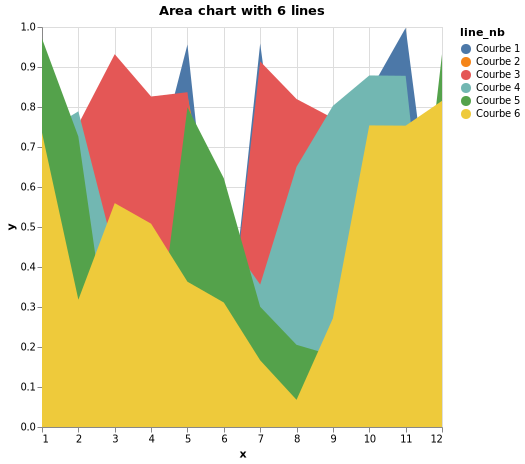 Area chart with 6 lines
line_nb
Courbe 1
Courbe 2
Courbe 3
Courbe 4
Courbe 5
Courbe 6
y
1.0
0.9
0.8
0.7
0.6
0.5
0.4
0.3
0.2
0.1
0.0
1 2 3 4 5 6 7 8 9 10 11 12
x